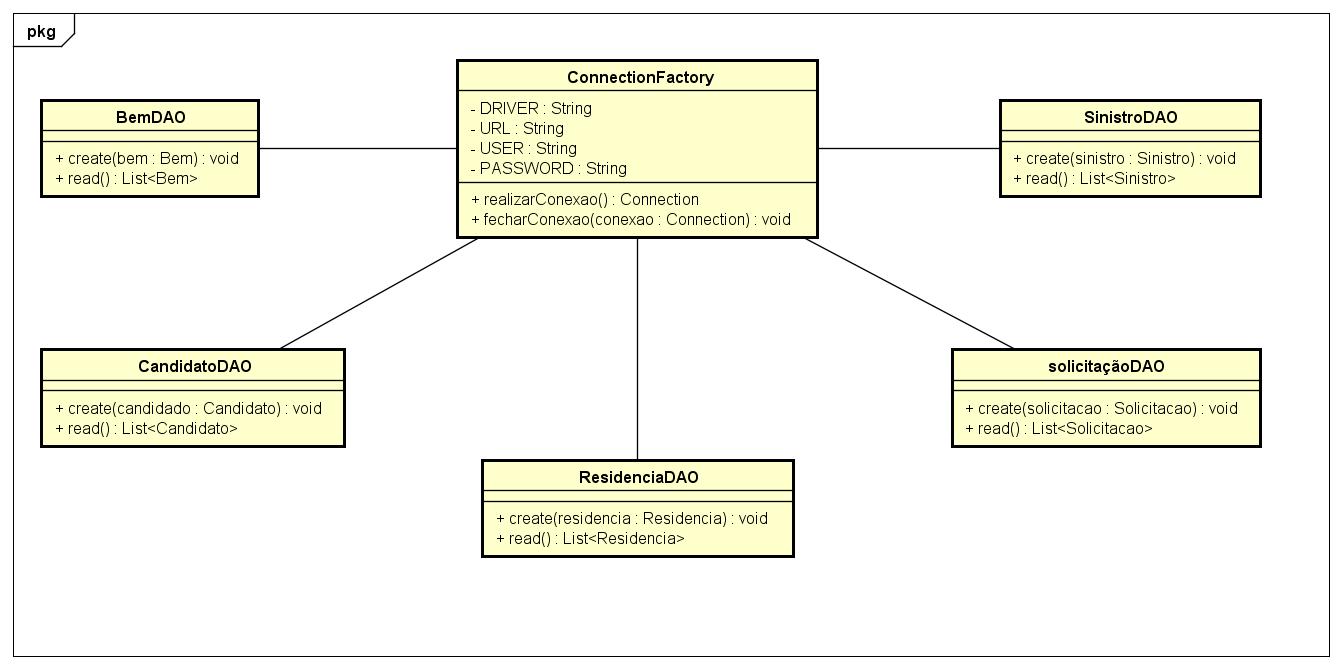 pkg
ConnectionFactory
- DRIVER : String
- URL : String
- USER : String
- PASSWORD : String
+ realizarConexao() : Connection
+ fecharConexao(conexao : Connection) : void
BemDAO
+ create(bem : Bem) : void
+ read() : List<Bem>
SinistroDAO
+ create(sinistro : Sinistro) : void
+ read() : List<Sinistro>
CandidatoDAO
+ create(candidado : Candidato) : void
+ read() : List<Candidato>
solicitaçãoDAO
+ create(solicitacao : Solicitacao) : void
+ read() : List<Solicitacao>
ResidenciaDAO
+ create(residencia : Residencia) : void
+ read() : List<Residencia>